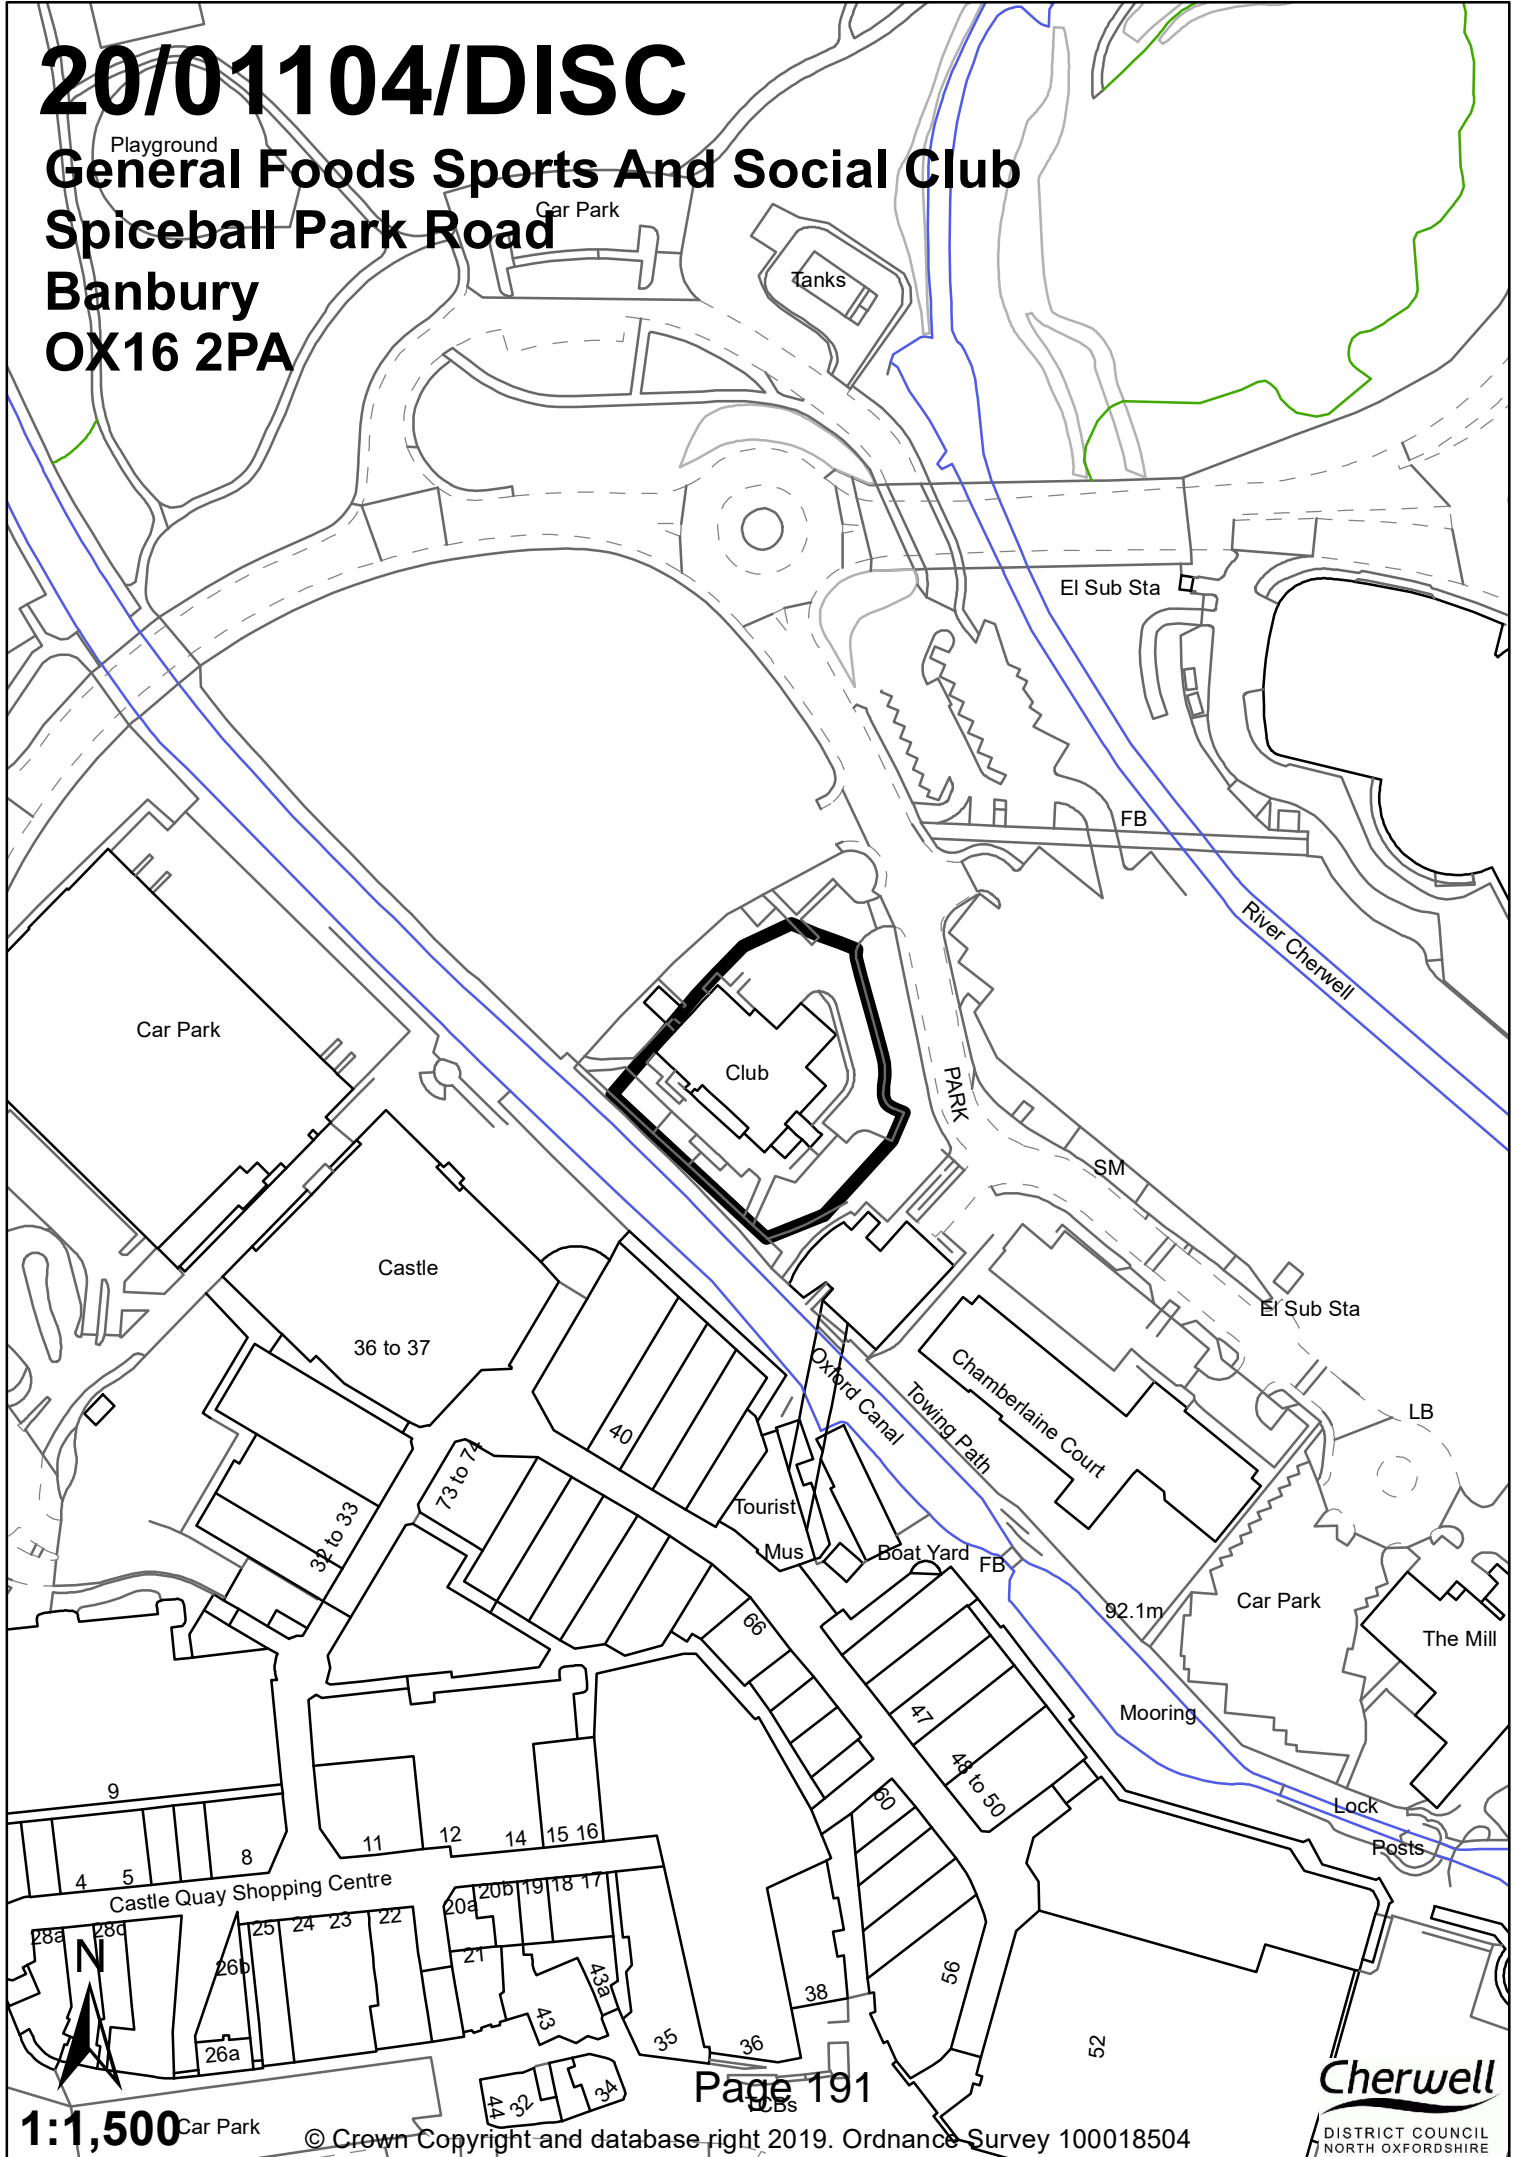 20/01104/DISC
Playground
General Foods Sports And Social Club
Car Park
Spiceball Park Road
Banbury
OX16 2PA
Tanks
El Sub Sta
FB
River Cherwell
Car Park
Club
PARK
SM
Castle
36 to 37
El Sub Sta
Oxford Canal
Towing Path
Chamberlaine Court
LB
40
73 to 74
32 to 33
Tourist
Mus
Boat Yard
FB
92.1m
Car Park
The Mill
66
47
48 to 50
Mooring
60
Lock
Posts
9
4
5
8
11
12
14
15
16
Castle Quay Shopping Centre
28a
28c
25
24
23
22
20a
20b
19
18
17
21
26b
26a
43a
43
35
36
38
56
52
44
32
34
N
Page 191
TCBs
1:1,500
Car Park
© Crown Copyright and database right 2019. Ordnance Survey 100018504
Cherwell
DISTRICT COUNCIL
NORTH OXFORDSHIRE